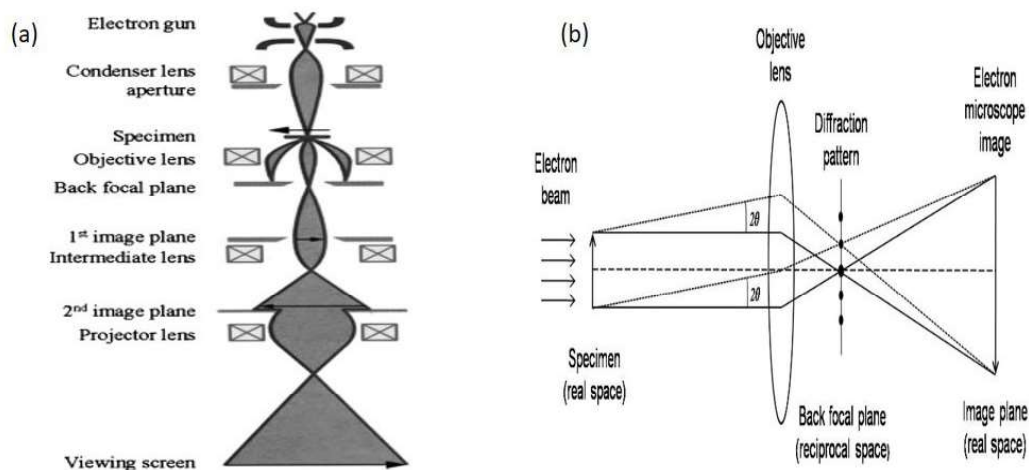 (a)
Electron gun
Condenser lens
aperture
Specimen
Objective lens
Back focal plane
1st image plane
Intermediate lens
2nd image plane
Projector lens
Viewing screen
(b)
Objective
lens
Electron
microscope
image
Diffraction
pattern
Electron
beam
2θ
2θ
Specimen
(real space)
Back focal plane
(reciprocal space)
Image plane
(real space)